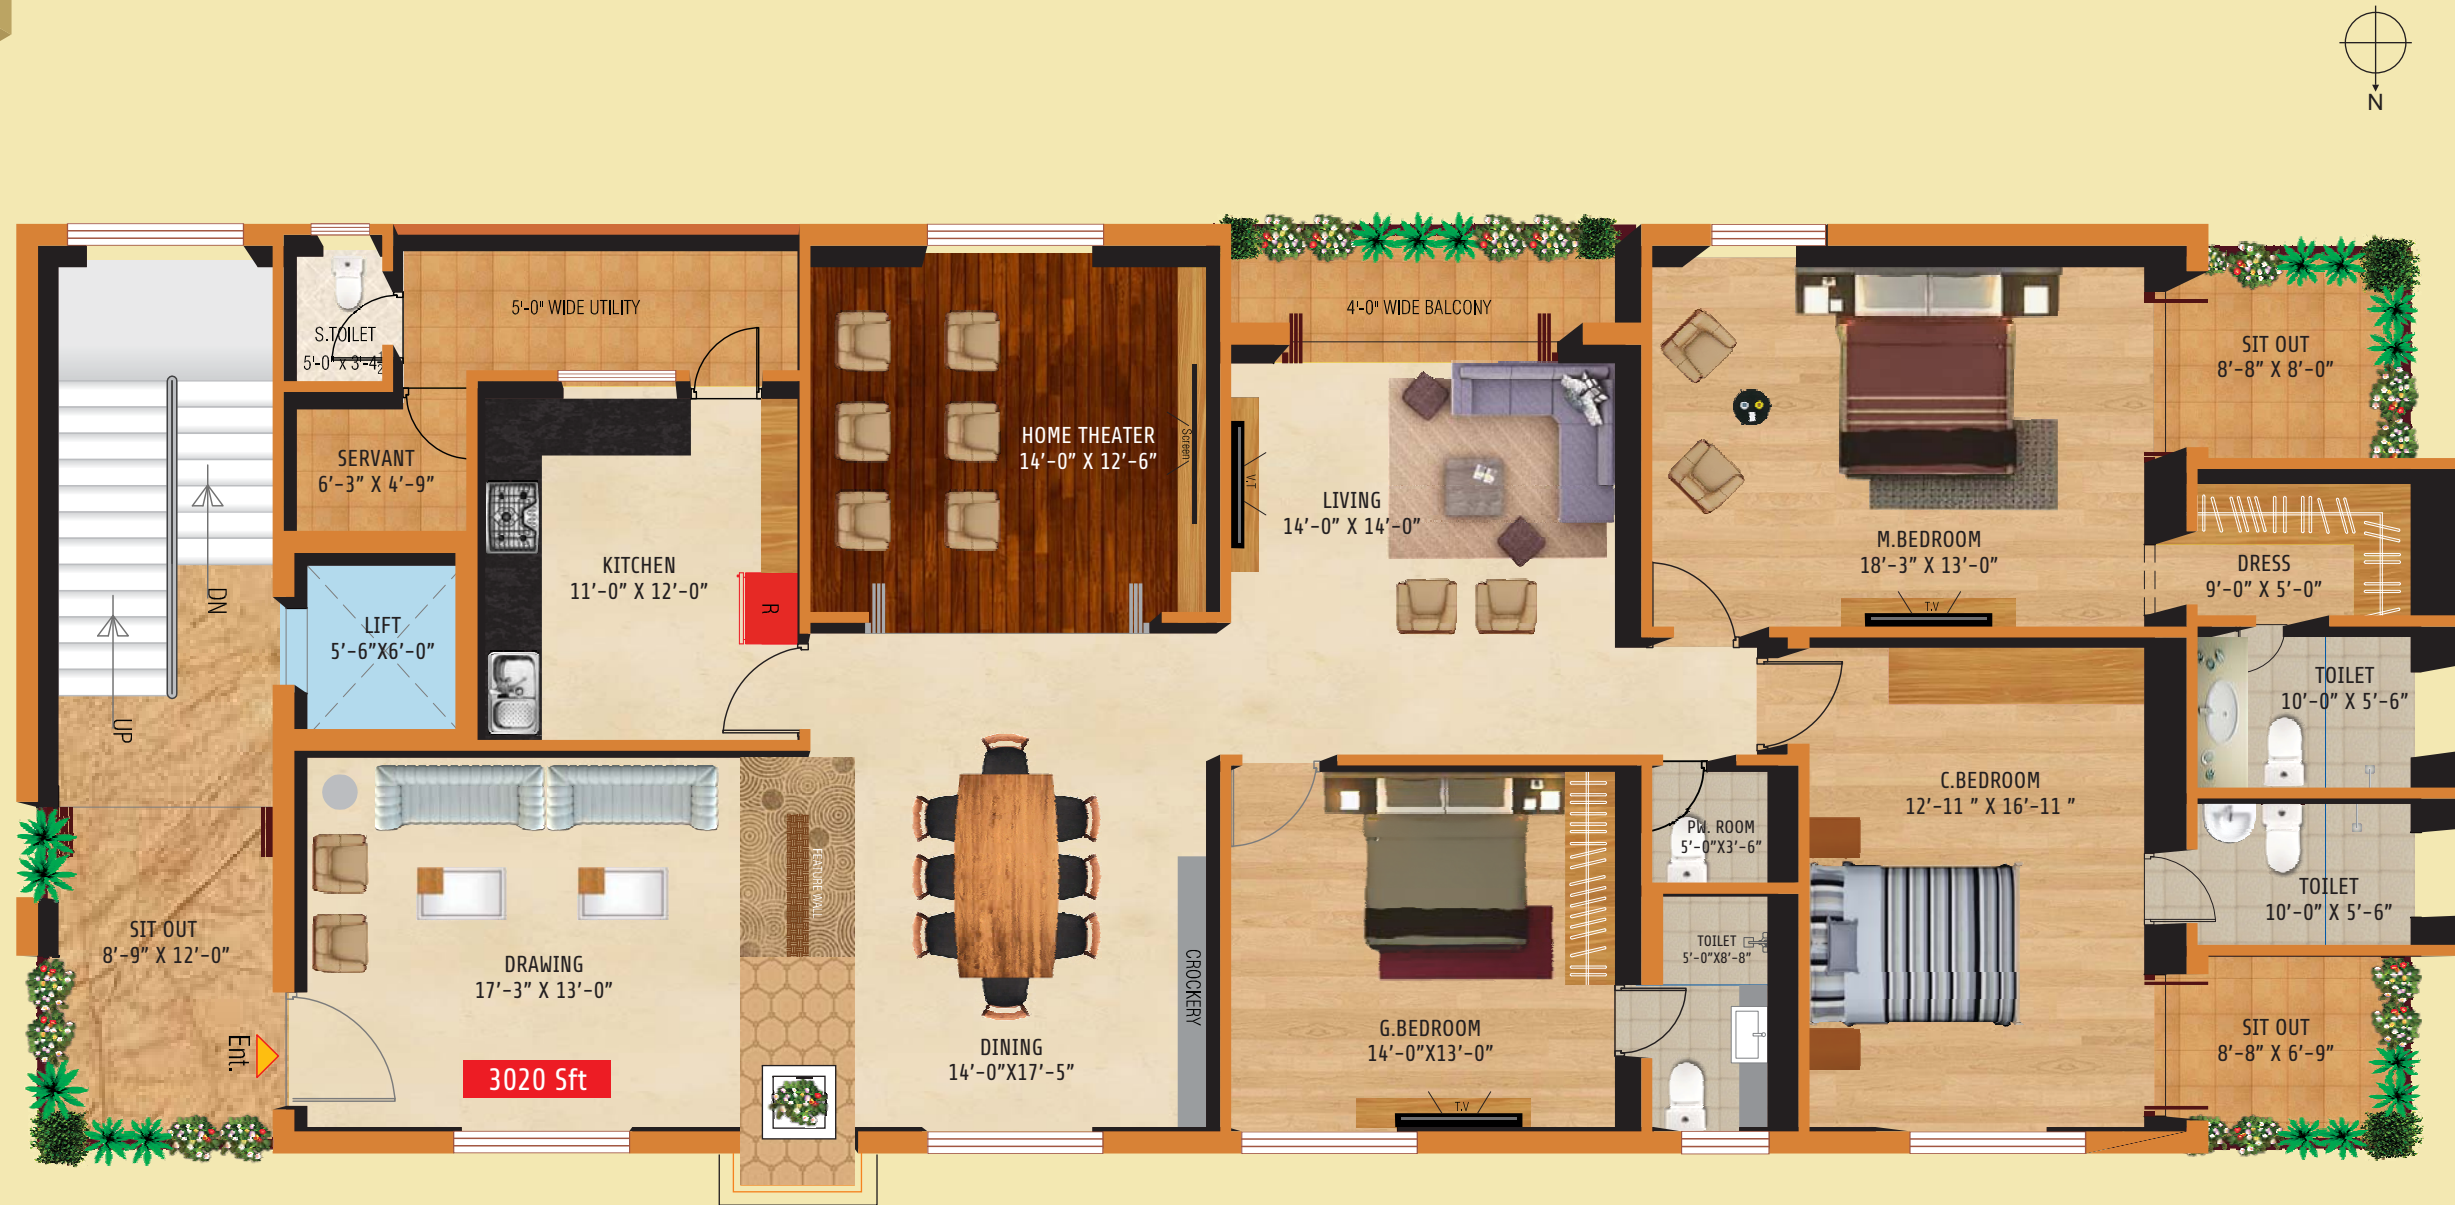 N
S.TOILET
5'-0" x 3'-4½
5'-0" WIDE UTILITY
4'-0" WIDE BALCONY
SIT OUT
8'-8" X 8'-0"
SERVANT
6'-3" X 4'-9"
HOME THEATER
14'-0" X 12'-6"
Screen
V.T
LIVING
14'-0" X 14'-0"
M.BEDROOM
18'-3" X 13'-0"
T.V
DRESS
9'-0" X 5'-0"
KITCHEN
11'-0" X 12'-0"
R
DN
UP
LIFT
5'-6"X6'-0"
TOILET
10'-0" X 5'-6"
C.BEDROOM
12'-11 " X 16'-11 "
PW. ROOM
5'-0"X3'-6"
TOILET
10'-0" X 5'-6"
FEATURE WALL
SIT OUT
8'-9" X 12'-0"
DRAWING
17'-3" X 13'-0"
CROCKERY
TOILET
5'-0"X8'-8"
Ent.
DINING
14'-0"X17'-5"
G.BEDROOM
14'-0"X13'-0"
T.V
SIT OUT
8'-8" X 6'-9"
3020 Sft